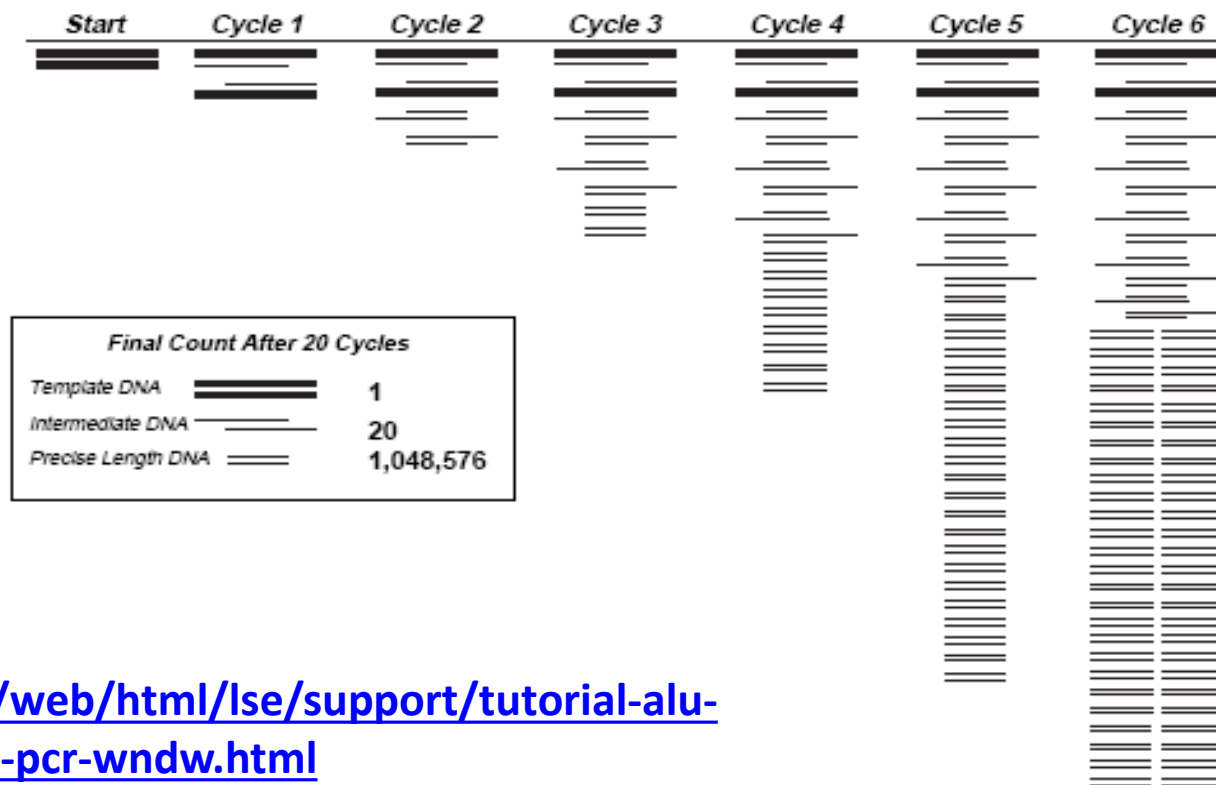 Start Cycle 1 Cycle 2 Cycle 3 Cycle 4 Cycle 5 Cycle 6
Final Count After 20 Cycles
Template DNA 1
Intermediate DNA 20
Precise Length DNA 1,048,576
/web/html/lse/support/tutorial-alu-
-pcr-wndw.html